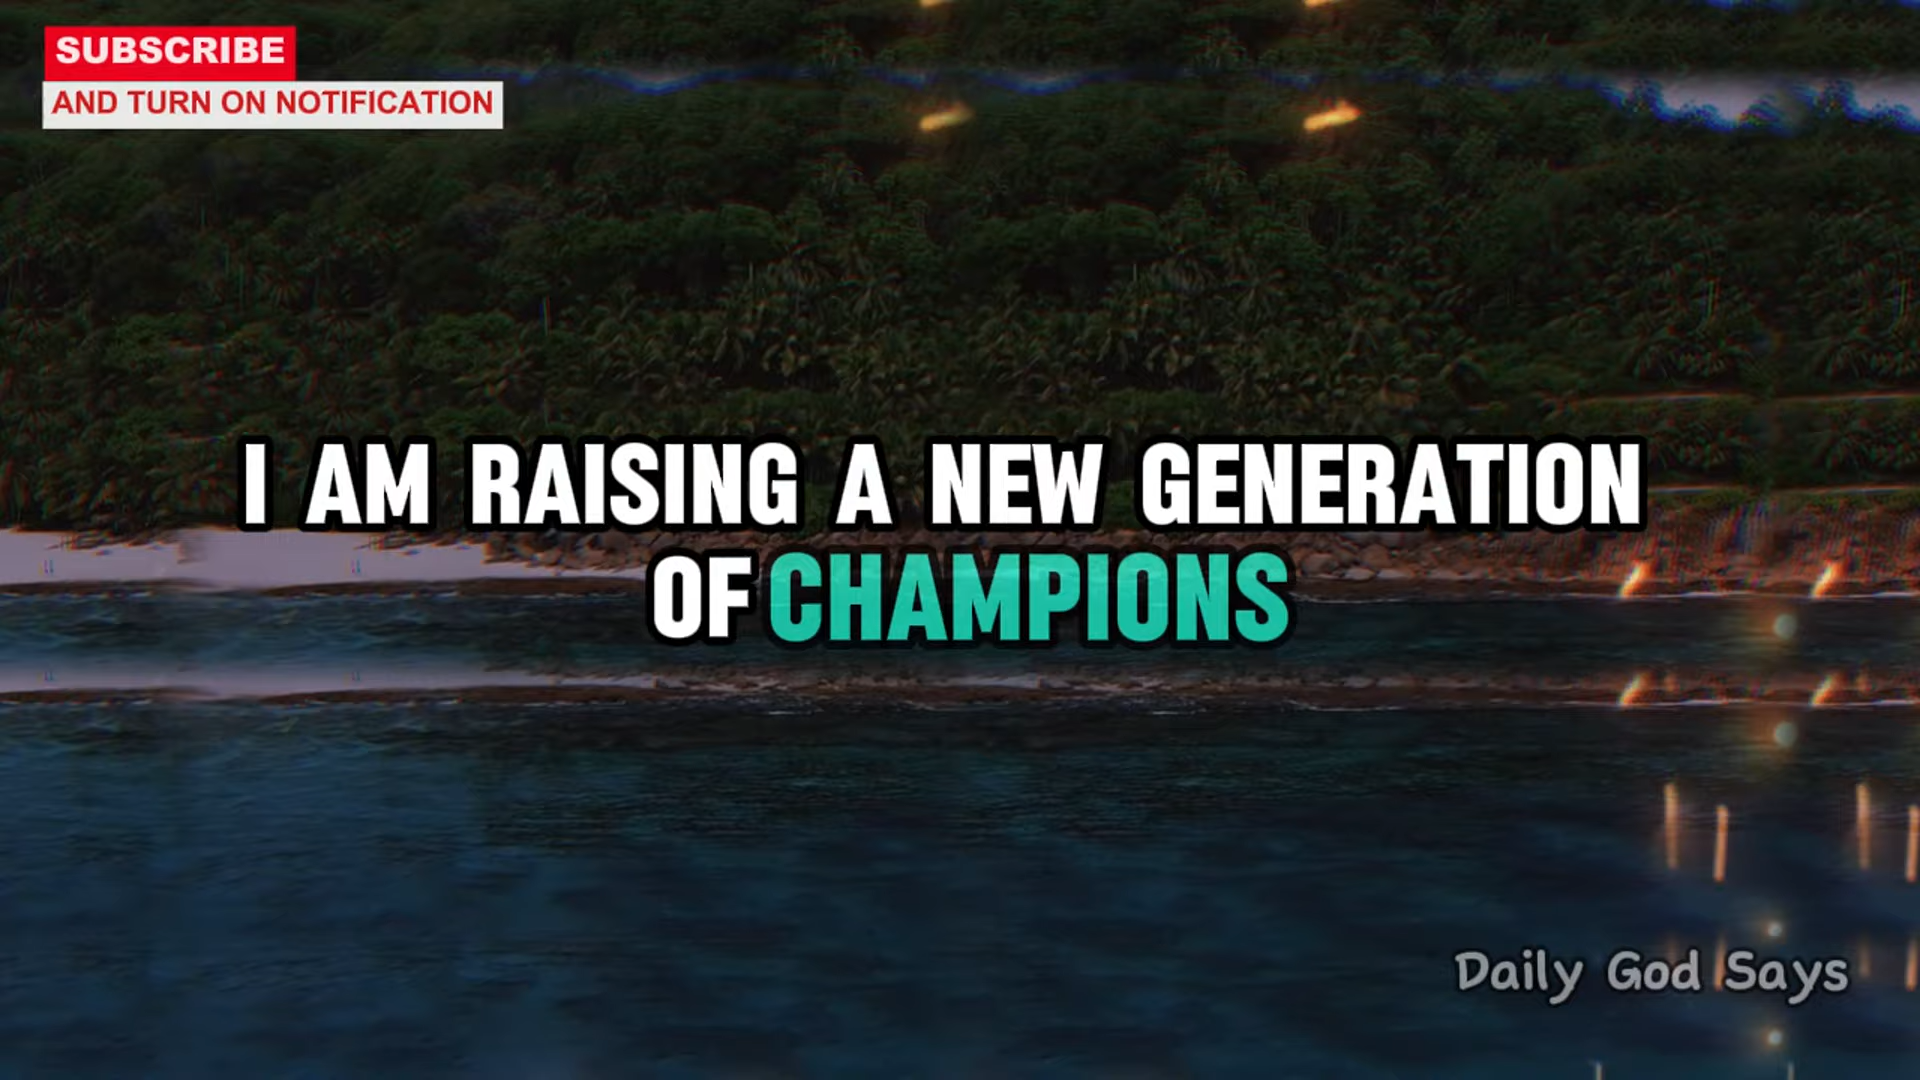 SUBSCRIBE
AND TURN ON NOTIFICATION
I AM RAISING A NEW GENERATION
OF CHAMPIONS
Daily God Says